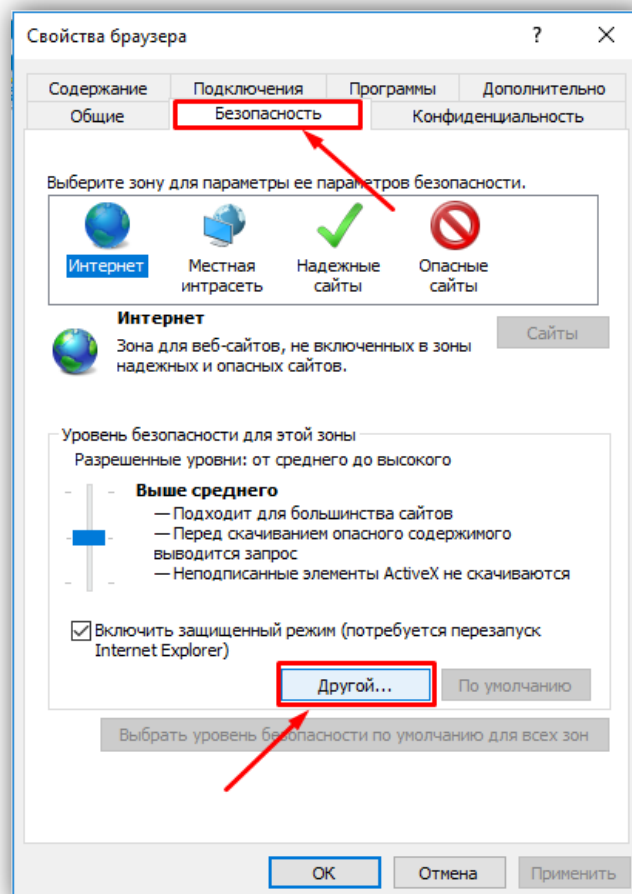 Свойства браузера
?
Содержание Подключения Программы Дополнительно
Общие Безопасность Конфиденциальность
Выберите зону для параметры ее параметров безопасности.
Интернет
Местная
интрасеть
Надежные
сайты
Опасные
сайты
Интернет
Сайты
Зона для веб-сайтов, не включенных в зоны
надежных и опасных сайтов.
Уровень безопасности для этой зоны
Разрешенные уровни: от среднего до высокого
Выше среднего
— Подходит для большинства сайтов
— Перед скачиванием опасного содержимого
выводится запрос
— Неподписанные элементы ActiveX не скачиваются
Включить защищенный режим (потребуется перезапуск
Internet Explorer)
Другой... По умолчанию
Выбрать уровень безопасности по умолчанию для всех зон
ОК Отмена Применить